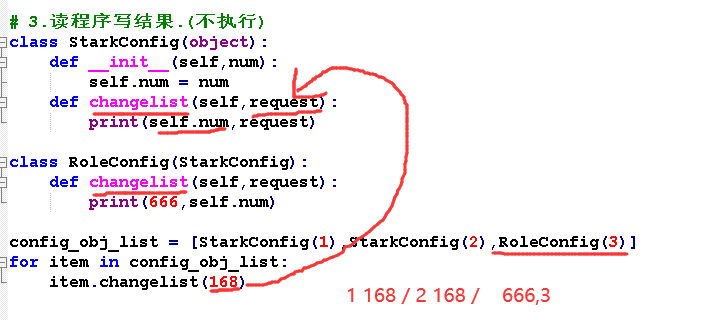 # 3.读程序写结果.(不执行)
class StarkConfig(object):
    def __init__(self,num):
        self.num = num
    def changelist(self,request):
        print(self.num,request)
class RoleConfig(StarkConfig):
    def changelist(self,request):
        print(666,self.num)
config_obj_list = [StarkConfig(1),StarkConfig(2),RoleConfig(3)]
for item in config_obj_list:
    item.changelist(168)
1 168 / 2 168 / 666,3